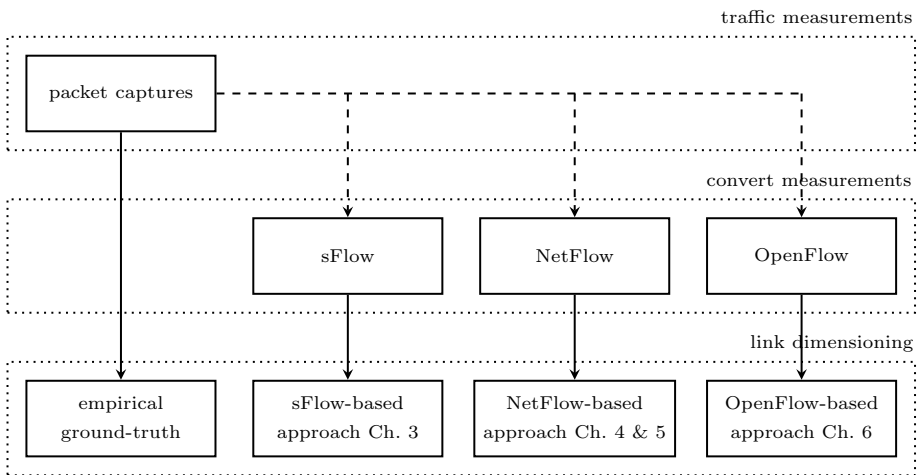 traffic measurements
packet captures
convert measurements
sFlow
NetFlow
OpenFlow
link dimensioning
empirical
ground-truth
sFlow-based
approach Ch. 3
NetFlow-based
approach Ch. 4 & 5
OpenFlow-based
approach Ch. 6